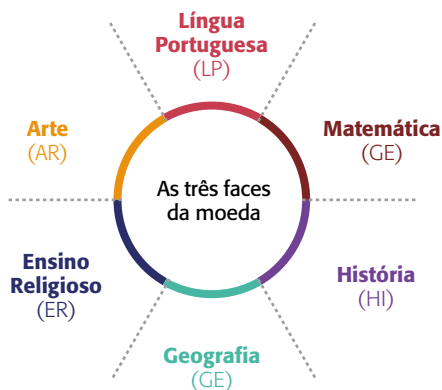 Língua
Portuguesa
(LP)
Arte
(AR)
Matemática
(GE)
As três faces
da moeda
Ensino
Religioso
(ER)
História
(HI)
Geografia
(GE)